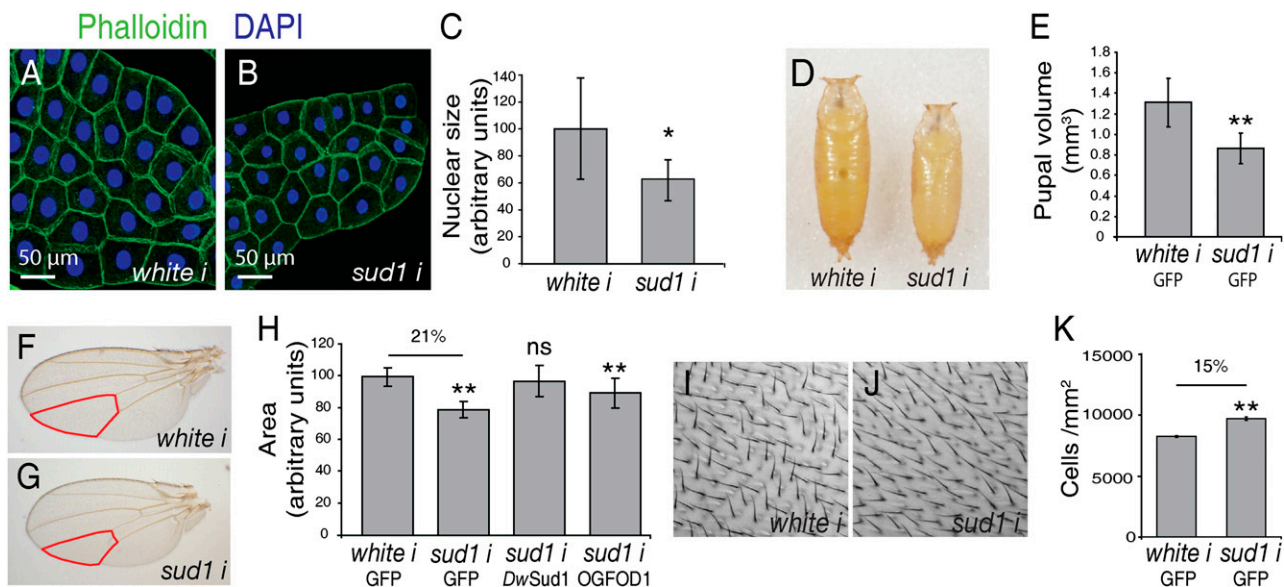 Phalloidin DAPI
A
50 µm
white i
B
50 µm
sud1 i
C
Nuclear size
(arbitrary units)
140
120
100
80
60
40
20
0
*
white i
sud1 i
D
white i
sud1 i
E
Pupal volume
(mm³)
1.8
1.6
1.4
1.2
1
0.8
0.6
0.4
0.2
0
**
white i
GFP
sud1 i
GFP
F
white i
G
sud1 i
H
Area
(arbitrary units)
120
100
80
60
40
20
0
21%
**
ns
**
white i
GFP
sud1 i
GFP
sud1 i
DwSud1
sud1 i
OGFOD1
I
white i
J
sud1 i
K
Cells /mm²
15000
10000
5000
0
15%
**
white i
GFP
sud1 i
GFP